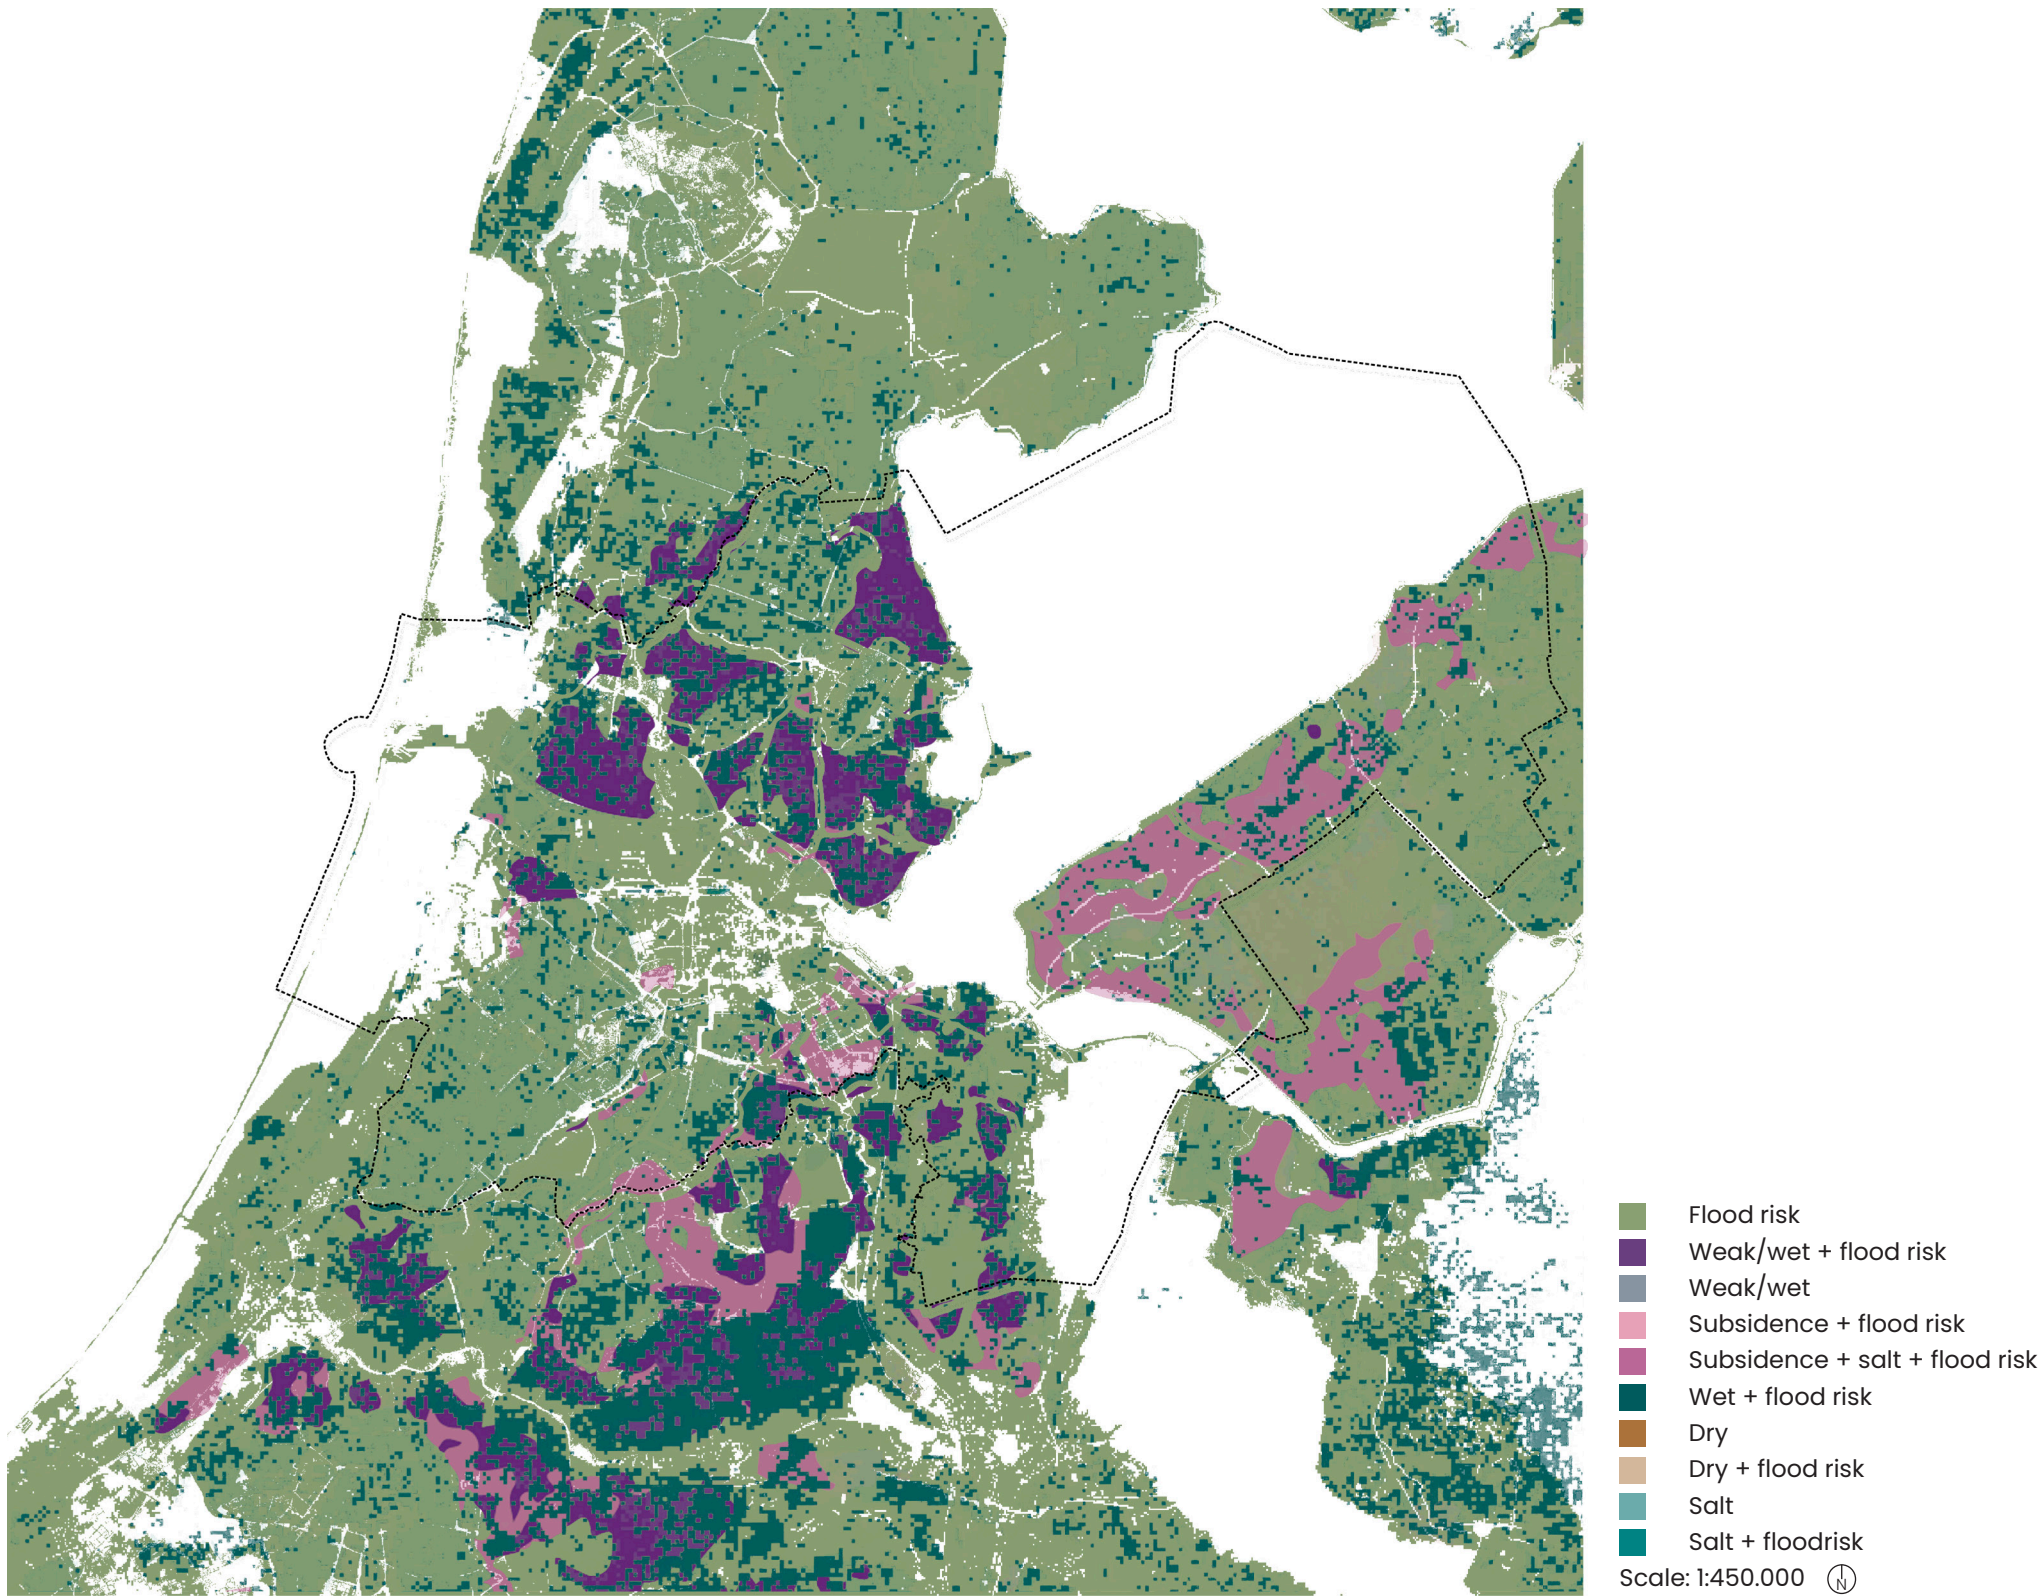 Flood risk
Weak/wet + flood risk
Weak/wet
Subsidence + flood risk
Subsidence + salt + flood risk
Wet + flood risk
Dry
Dry + flood risk
Salt
Salt + floodrisk
Scale: 1:450.000 N